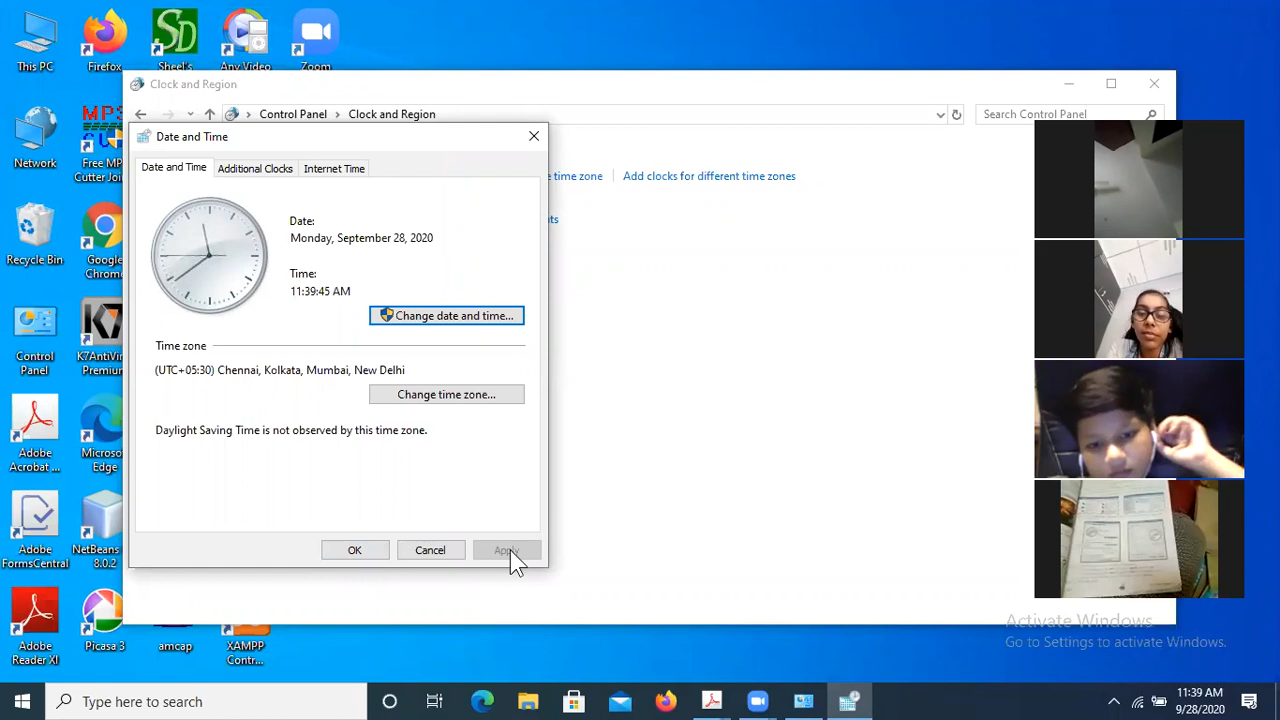 This PC
Firefox
SD
Sheel's
Any Video
Zoom
Network
MP3
Free MP3
Cutter Join
Recycle Bin
Google
Chrome
Control
Panel
K7AntiVir
Premium
Adobe
Acrobat ...
Microsoft
Edge
Adobe
FormsCentral
NetBeans
8.0.2
Adobe
Reader XI
Picasa 3
amcap
XAMPP
Contr...
Clock and Region
Control Panel
Clock and Region
Search Control Panel
e time zone
Add clocks for different time zones
Date and Time
Date and Time
Additional Clocks
Internet Time
Date:
Monday, September 28, 2020
Time:
11:39:45 AM
Change date and time...
Time zone
(UTC+05:30) Chennai, Kolkata, Mumbai, New Delhi
Change time zone...
Daylight Saving Time is not observed by this time zone.
OK
Cancel
Apply
Activate Windows
Go to Settings to activate Windows.
Type here to search
11:39 AM
9/28/2020